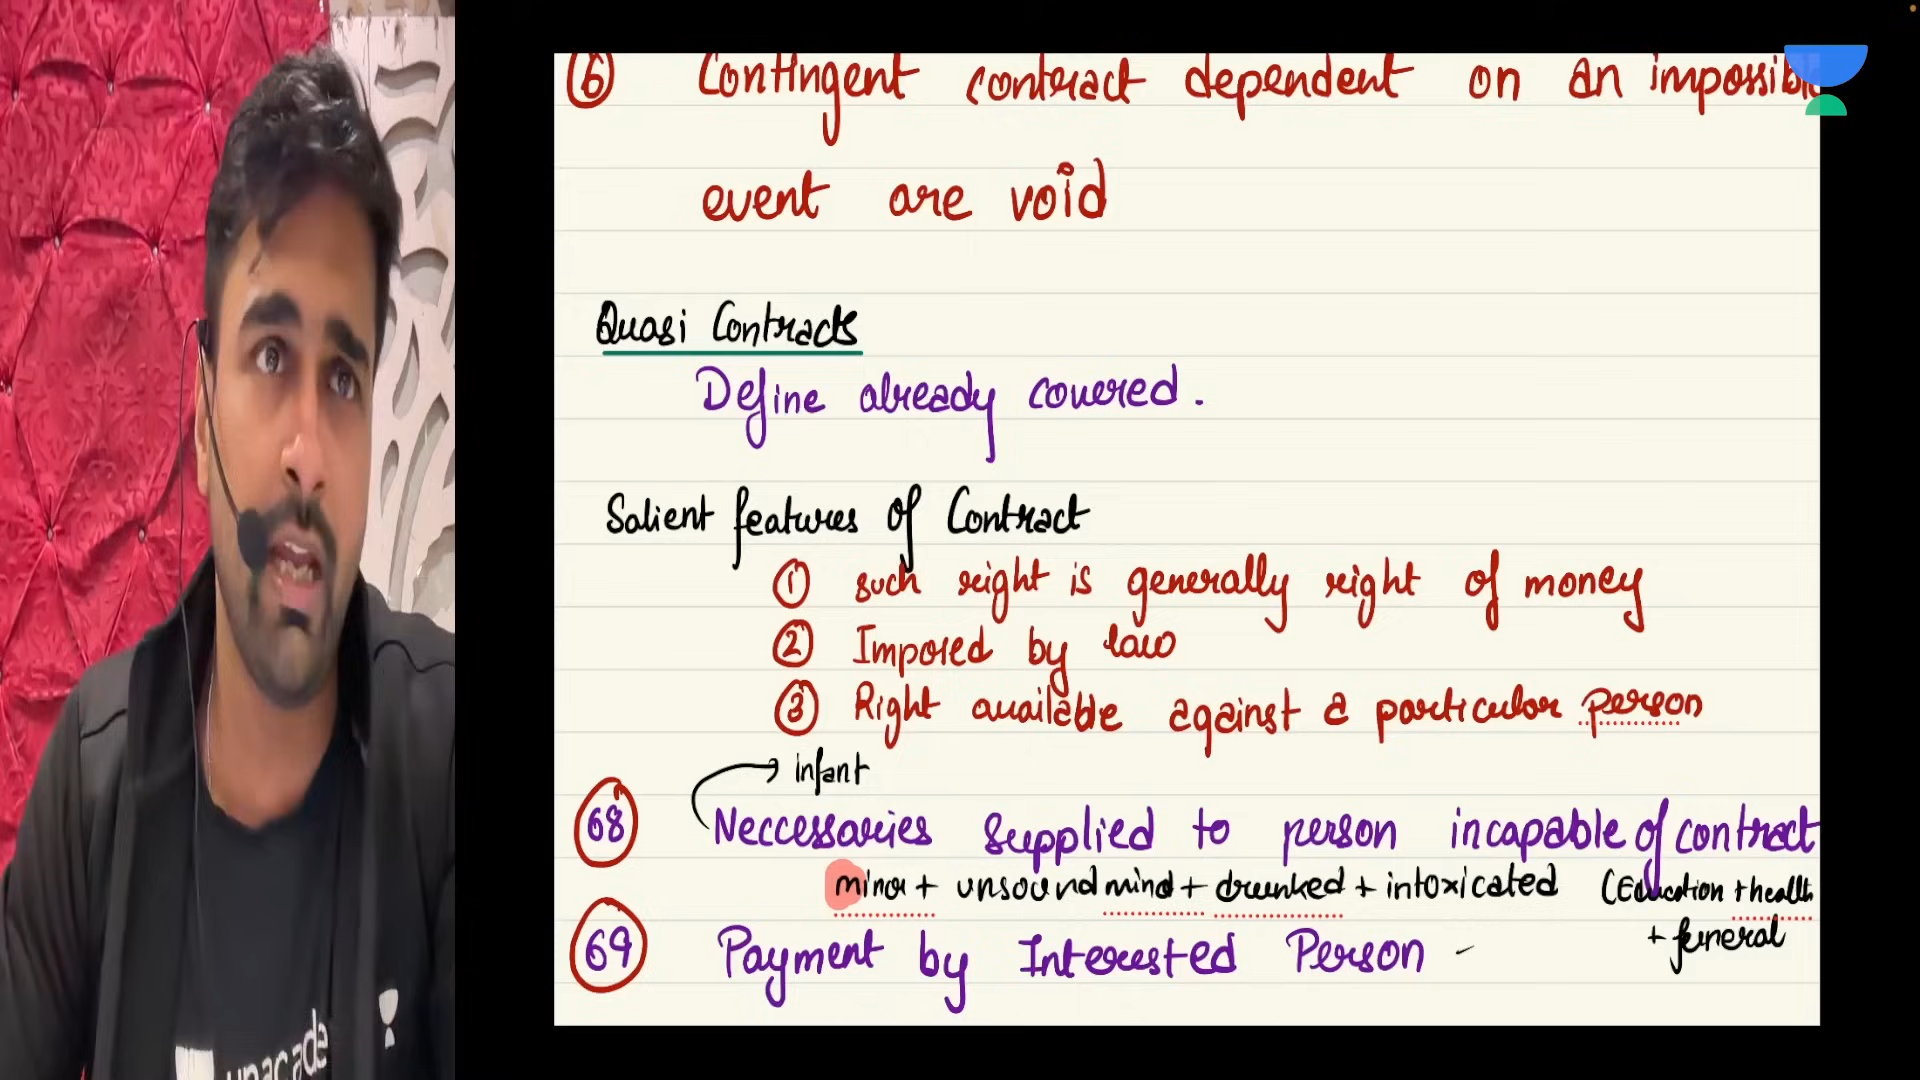 6 Contingent contract dependent on an impossible
event are void
Quasi Contracts
Define already covered.
Salient features of Contract
1 such right is generally right of money
2 Imposed by law
3 Right available against a particular person
infant
68 Neccessaries supplied to person incapable of contract
minor + unsound mind + drunked + intoxicated (Education + health
+ funeral
69 Payment by Interested Person -
unacade